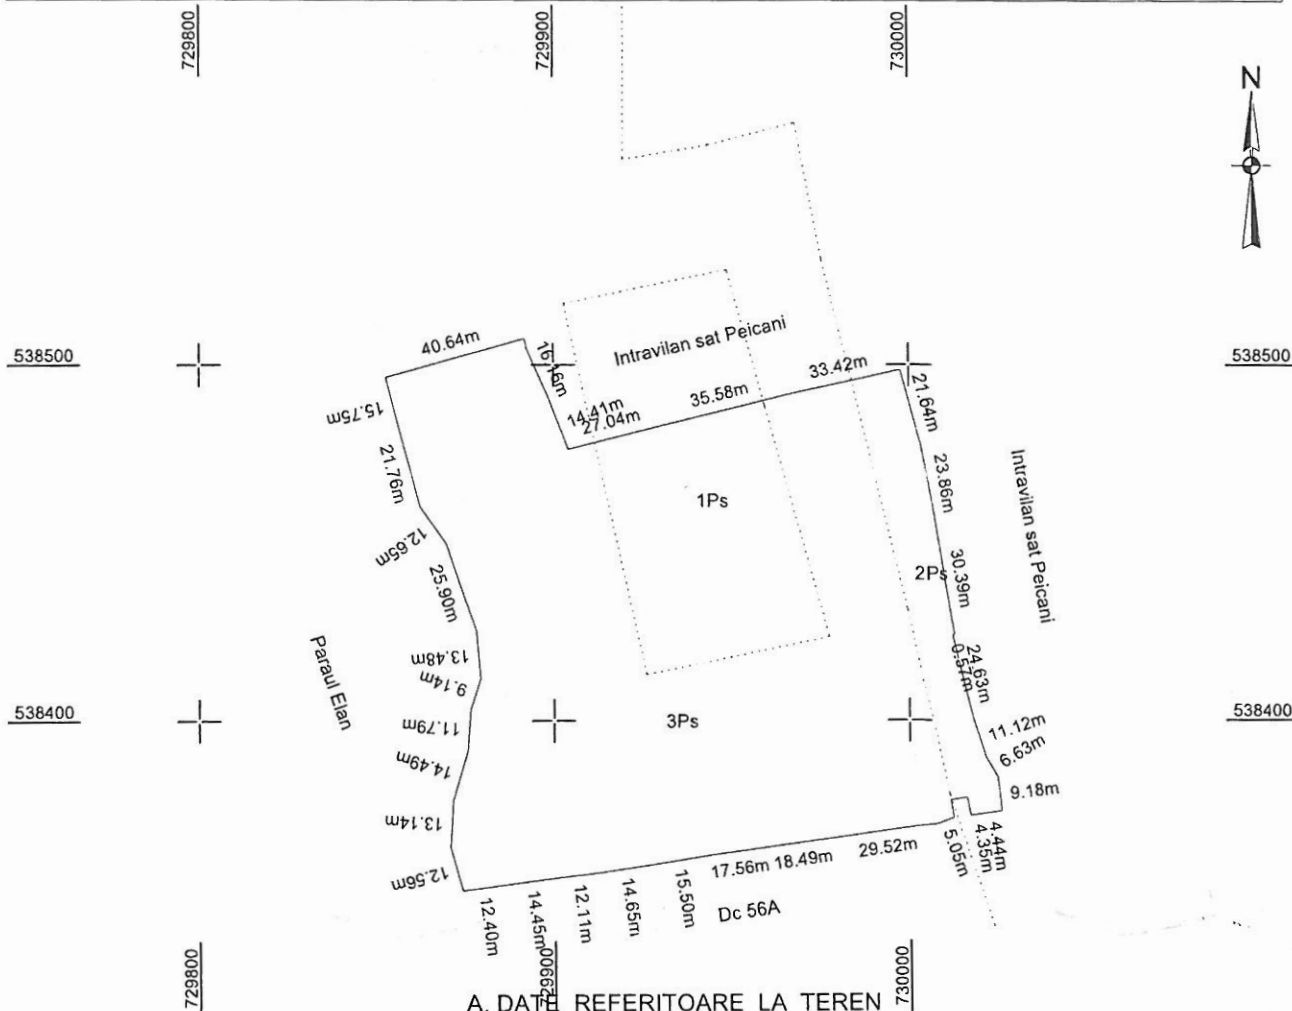 729800
729900
730000
N
538500
538500
40.64m
16.16m
Intravilan sat Peicani
33.42m
35.58m
14.41m
27.04m
21.64m
15.75m
21.76m
23.86m
Intravilan sat Peicani
1Ps
12.65m
25.90m
2Ps
30.39m
13.48m
9.14m
Paraul Elan
24.63m
0.57m
11.79m
3Ps
538400
538400
11.12m
6.63m
14.49m
9.18m
13.14m
4.44m
4.35m
5.05m
29.52m
18.49m
17.56m
12.56m
15.50m
14.65m
12.11m
14.45m
12.40m
Dc 56A
729800
729900
730000
A. DATE REFERITOARE LA TEREN